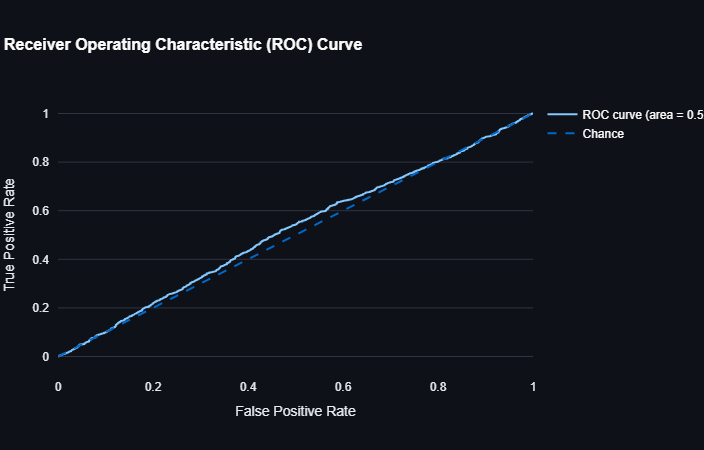 Receiver Operating Characteristic (ROC) Curve
ROC curve (area = 0.5
Chance
True Positive Rate
1
0.8
0.6
0.4
0.2
0
0 0.2 0.4 0.6 0.8 1
False Positive Rate